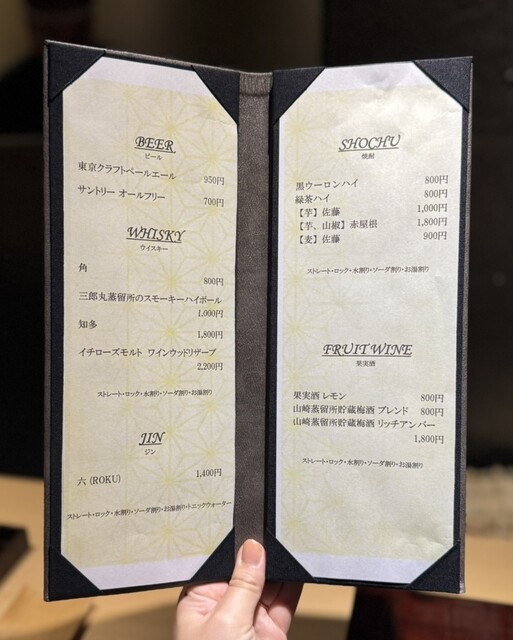 BEER
ビール
東京クラフトペールエール
950円
サントリー オールフリー
700円
WHISKY
ウイスキー
角
800円
三郎丸蒸留所のスモーキーハイボール
1,000円
知多
1,800円
イチローズモルト ワインウッドリザーブ
2,200円
ストレート・ロック・水割り・ソーダ割り・お湯割り
JIN
ジン
六 (ROKU) 1,400円
ストレート・ロック・水割り・ソーダ割り・お湯割り・トニックウォーター
SHOCHU
焼酎
黒ウーロンハイ 800円
緑茶ハイ 800円
【芋】佐藤 1,000円
【芋、山椒】赤屋根 1,800円
【麦】佐藤 900円
ストレート・ロック・水割り・ソーダ割り・お湯割り
FRUIT WINE
果実酒
果実酒 レモン 800円
山崎蒸留所貯蔵梅酒 ブレンド 800円
山崎蒸留所貯蔵梅酒 リッチアンバー
1,800円
ストレート・ロック・水割り・ソーダ割り・お湯割り